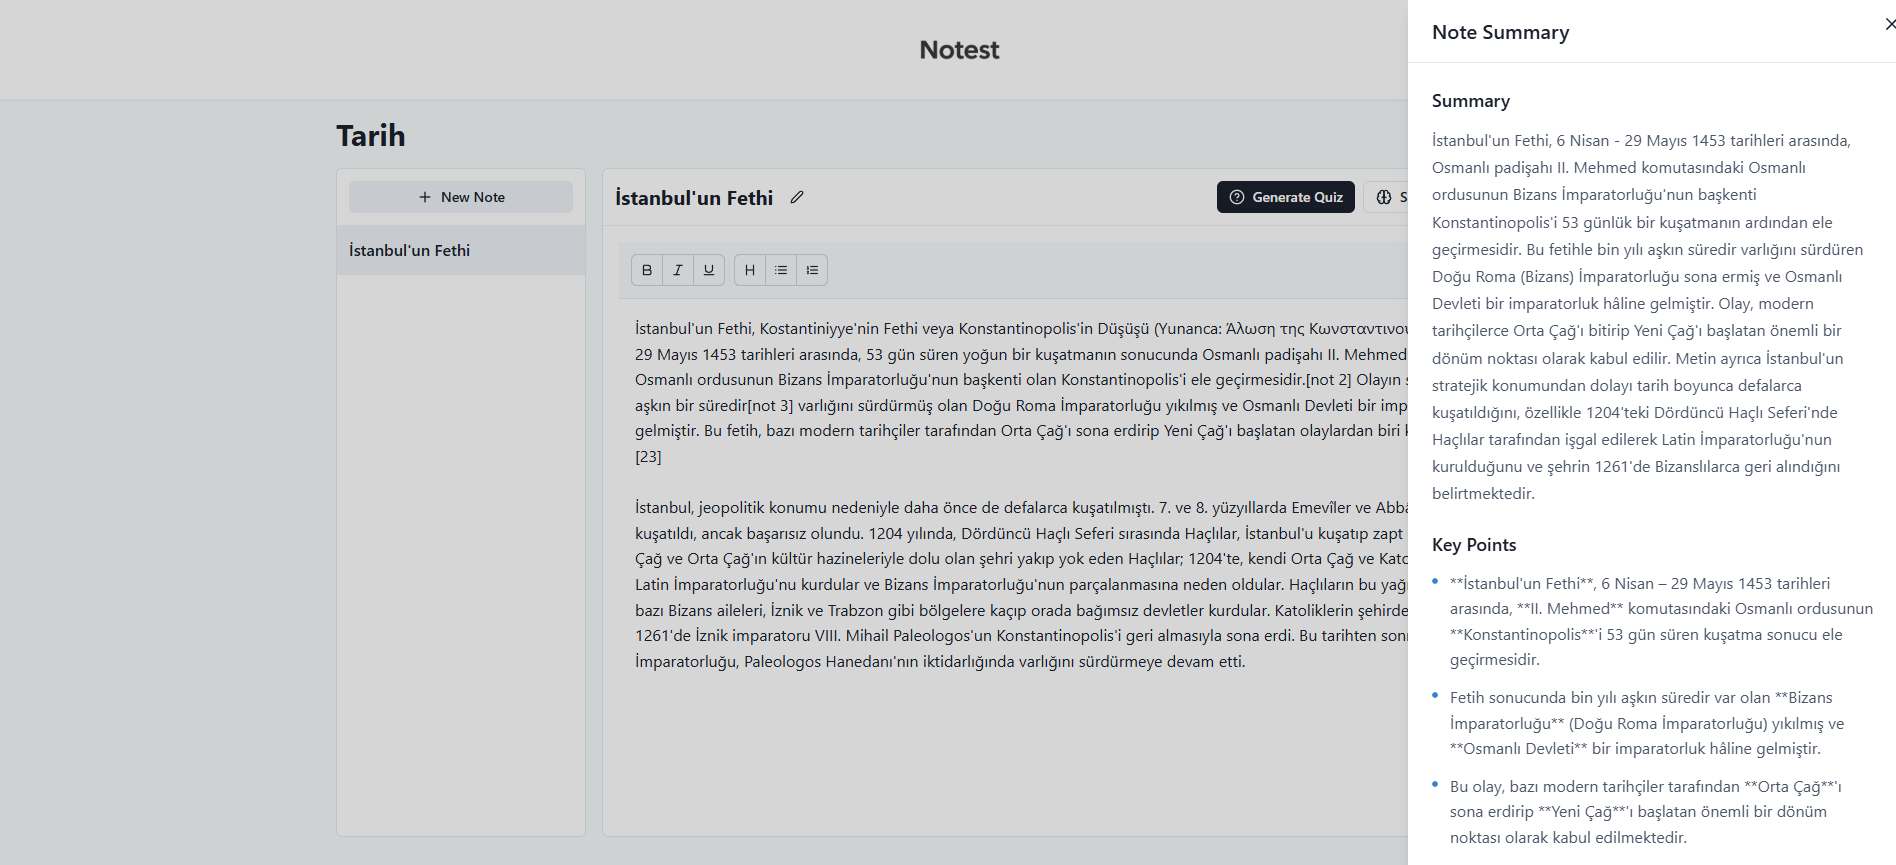 Notest
Tarih
New Note
İstanbul'un Fethi
İstanbul'un Fethi
Generate Quiz
B I U H
İstanbul'un Fethi, Kostantiniyye'nin Fethi veya Konstantinopolis'in Düşüşü (Yunanca: Άλωση της
29 Mayıs 1453 tarihleri arasında, 53 gün süren yoğun bir kuşatmanın sonucunda Osmanlı padişahı II. Mehmed
Osmanlı ordusunun Bizans İmparatorluğu'nun başkenti olan Konstantinopolis'i ele geçirmesidir.[not 2] Olayın
aşkın bir süredir[not 3] varlığını sürdürmüş olan Doğu Roma İmparatorluğu yıkılmış ve Osmanlı Devleti bir
gelmiştir. Bu fetih, bazı modern tarihçiler tarafından Orta Çağ'ı sona erdirip Yeni Çağ'ı başlatan olaylardan biri
[23]
İstanbul, jeopolitik konumu nedeniyle daha önce de defalarca kuşatılmıştı. 7. ve 8. yüzyıllarda Emevîler ve
kuşatıldı, ancak başarısız olundu. 1204 yılında, Dördüncü Haçlı Seferi sırasında Haçlılar, İstanbul'u kuşatıp zapt
Çağ ve Orta Çağ'ın kültür hazineleriyle dolu olan şehri yakıp yok eden Haçlılar; 1204'te, kendi Orta Çağ ve
Latin İmparatorluğu'nu kurdular ve Bizans İmparatorluğu'nun parçalanmasına neden oldular. Haçlıların bu
bazı Bizans aileleri, İznik ve Trabzon gibi bölgelere kaçıp orada bağımsız devletler kurdular. Katoliklerin
1261'de İznik imparatoru VIII. Mihail Paleologos'un Konstantinopolis'i geri almasıyla sona erdi. Bu tarihten
İmparatorluğu, Paleologos Hanedanı'nın iktidarlığında varlığını sürdürmeye devam etti.
Note Summary
Summary
İstanbul'un Fethi, 6 Nisan - 29 Mayıs 1453 tarihleri arasında,
Osmanlı padişahı II. Mehmed komutasındaki Osmanlı
ordusunun Bizans İmparatorluğu'nun başkenti
Konstantinopolis'i 53 günlük bir kuşatmanın ardından ele
geçirmesidir. Bu fetihle bin yılı aşkın süredir varlığını sürdüren
Doğu Roma (Bizans) İmparatorluğu sona ermiş ve Osmanlı
Devleti bir imparatorluk hâline gelmiştir. Olay, modern
tarihçilerce Orta Çağ'ı bitirip Yeni Çağ'ı başlatan önemli bir
dönüm noktası olarak kabul edilir. Metin ayrıca İstanbul'un
stratejik konumundan dolayı tarih boyunca defalarca
kuşatıldığını, özellikle 1204'teki Dördüncü Haçlı Seferi'nde
Haçlılar tarafından işgal edilerek Latin İmparatorluğu'nun
kurulduğunu ve şehrin 1261'de Bizanslılarca geri alındığını
belirtmektedir.
Key Points
**İstanbul'un Fethi**, 6 Nisan – 29 Mayıs 1453 tarihleri
arasında, **II. Mehmed** komutasındaki Osmanlı ordusunun
**Konstantinopolis**'i 53 gün süren kuşatma sonucu ele
geçirmesidir.
Fetih sonucunda bin yılı aşkın süredir var olan **Bizans
İmparatorluğu** (Doğu Roma İmparatorluğu) yıkılmış ve
**Osmanlı Devleti** bir imparatorluk hâline gelmiştir.
Bu olay, bazı modern tarihçiler tarafından **Orta Çağ**'ı
sona erdirip **Yeni Çağ**'ı başlatan önemli bir dönüm
noktası olarak kabul edilmektedir.